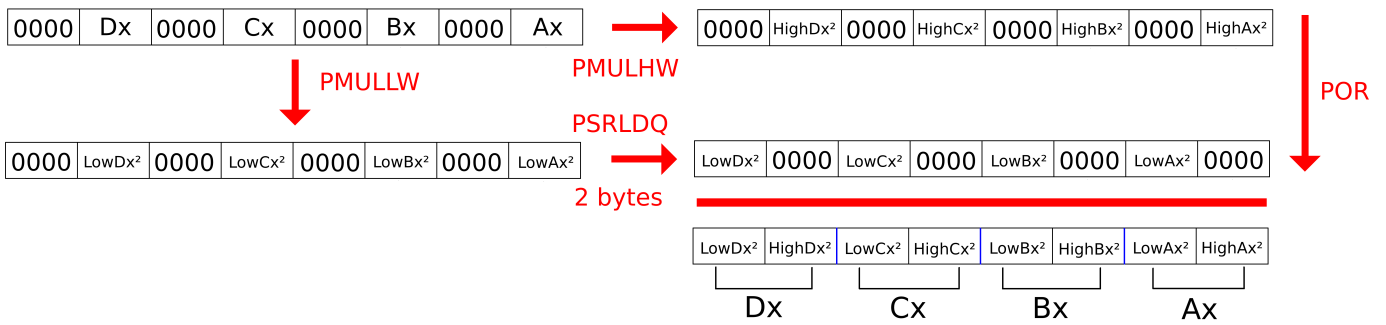 0000 Dx 0000 Cx 0000 Bx 0000 Ax
0000 HighDx² 0000 HighCx² 0000 HighBx² 0000 HighAx²
PMULHW
PMULLW
POR
PSRLDQ
0000 LowDx² 0000 LowCx² 0000 LowBx² 0000 LowAx²
LowDx² 0000 LowCx² 0000 LowBx² 0000 LowAx² 0000
2 bytes
LowDx² HighDx² LowCx² HighCx² LowBx² HighBx² LowAx² HighAx²
Dx Cx Bx Ax